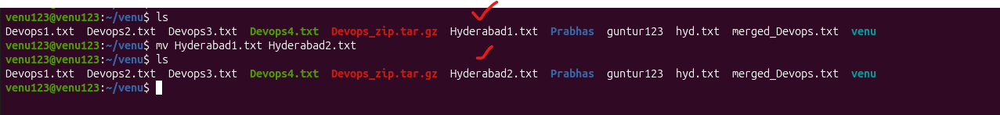 venu123@venu123:~/venu$ ls
Devops1.txt Devops2.txt Devops3.txt Devops4.txt Devops_zip.tar.gz Hyderabad1.txt Prabhas guntur123 hyd.txt merged_Devops.txt venu
venu123@venu123:~/venu$ mv Hyderabad1.txt Hyderabad2.txt
venu123@venu123:~/venu$ ls
Devops1.txt Devops2.txt Devops3.txt Devops4.txt Devops_zip.tar.gz Hyderabad2.txt Prabhas guntur123 hyd.txt merged_Devops.txt venu
venu123@venu123:~/venu$